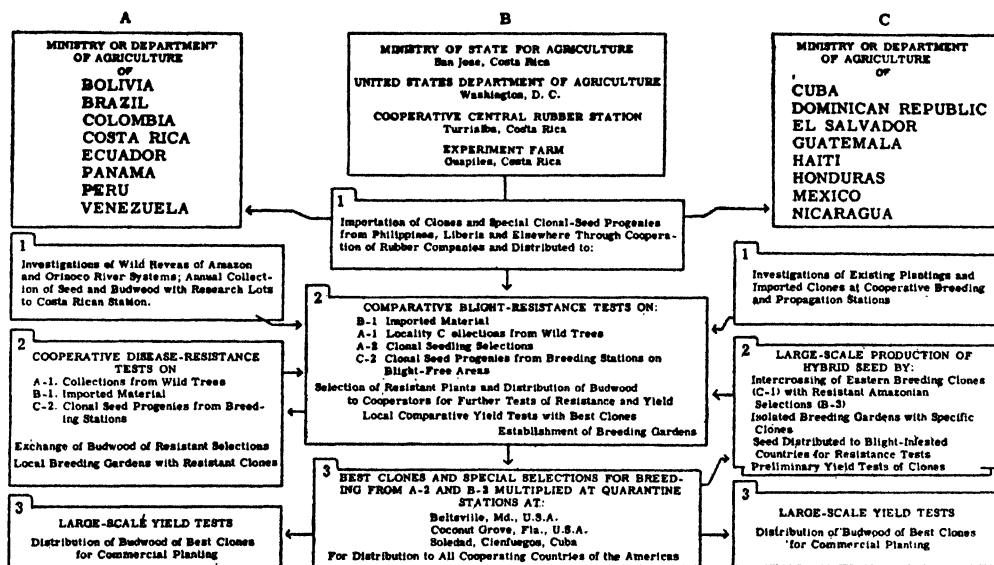 A
MINISTRY OR DEPARTMENT
OF AGRICULTURE
OF
BOLIVIA
BRAZIL
COLOMBIA
COSTA RICA
ECUADOR
PANAMA
PERU
VENEZUELA
B
MINISTRY OF STATE FOR AGRICULTURE
San Jose, Costa Rica
UNITED STATES DEPARTMENT OF AGRICULTURE
Washington, D. C.
COOPERATIVE CENTRAL RUBBER STATION
Turrialba, Costa Rica
EXPERIMENT FARM
Guapiles, Costa Rica
C
MINISTRY OR DEPARTMENT
OF AGRICULTURE
OF
CUBA
DOMINICAN REPUBLIC
EL SALVADOR
GUATEMALA
HAITI
HONDURAS
MEXICO
NICARAGUA
1
Importation of Clones and Special Clonal-Seed Progenies
from Philippines, Liberia and Elsewhere Through Coopera-
tion of Rubber Companies and Distributed to:
1
Investigations of Wild Heveas of Amazon
and Orinoco River Systems; Annual Collect-
ion of Seed and Budwood with Research Lots
to Costa Rican Station.
1
Investigations of Existing Plantings and
Imported Clones at Cooperative Breeding
and Propagation Stations
2
COMPARATIVE BLIGHT-RESISTANCE TESTS ON:
B-1 Imported Material
A-1 Locality Collections from Wild Trees
A-2 Clonal Seedling Selections
C-2 Clonal Seed Progenies from Breeding Stations on
Blight-Free Areas
Selection of Resistant Plants and Distribution of Budwood
to Cooperators for Further Tests of Resistance and Yield
Local Comparative Yield Tests with Best Clones
Establishment of Breeding Gardens
2
COOPERATIVE DISEASE-RESISTANCE
TESTS ON
A-1. Collections from Wild Trees
B-1. Imported Material
C-2. Clonal Seed Progenies from Breed-
ing Stations
Exchange of Budwood of Resistant Selections
Local Breeding Gardens with Resistant Clones
2
LARGE-SCALE PRODUCTION OF
HYBRID SEED BY:
Intercrossing of Eastern Breeding Clones
(C-1) with Resistant Amazonian
Selections (B-3)
Isolated Breeding Gardens with Specific
Clones
Seed Distributed to Blight-Infested
Countries for Resistance Tests
Preliminary Yield Tests of Clones
3
BEST CLONES AND SPECIAL SELECTIONS FOR BREED-
ING FROM A-2 AND B-2 MULTIPLIED AT QUARANTINE
STATIONS AT:
Beltsville, Md., U.S.A.
Coconut Grove, Fla., U.S.A.
Soledad, Cienfuegos, Cuba
For Distribution to All Cooperating Countries of the Americas
3
LARGE-SCALE YIELD TESTS
Distribution of Budwood of Best Clones
for Commercial Planting
3
LARGE-SCALE YIELD TESTS
Distribution of Budwood of Best Clones
for Commercial Planting